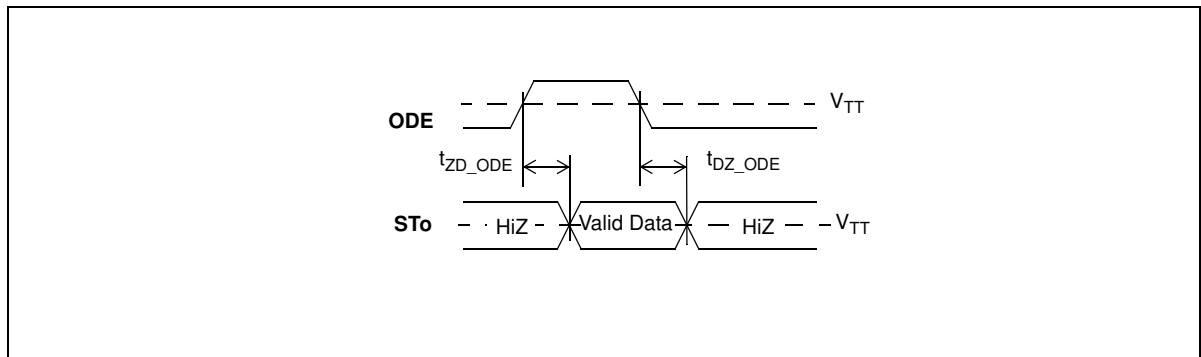 V_TT
ODE
t_ZD_ODE
t_DZ_ODE
STo HiZ Valid Data HiZ V_TT